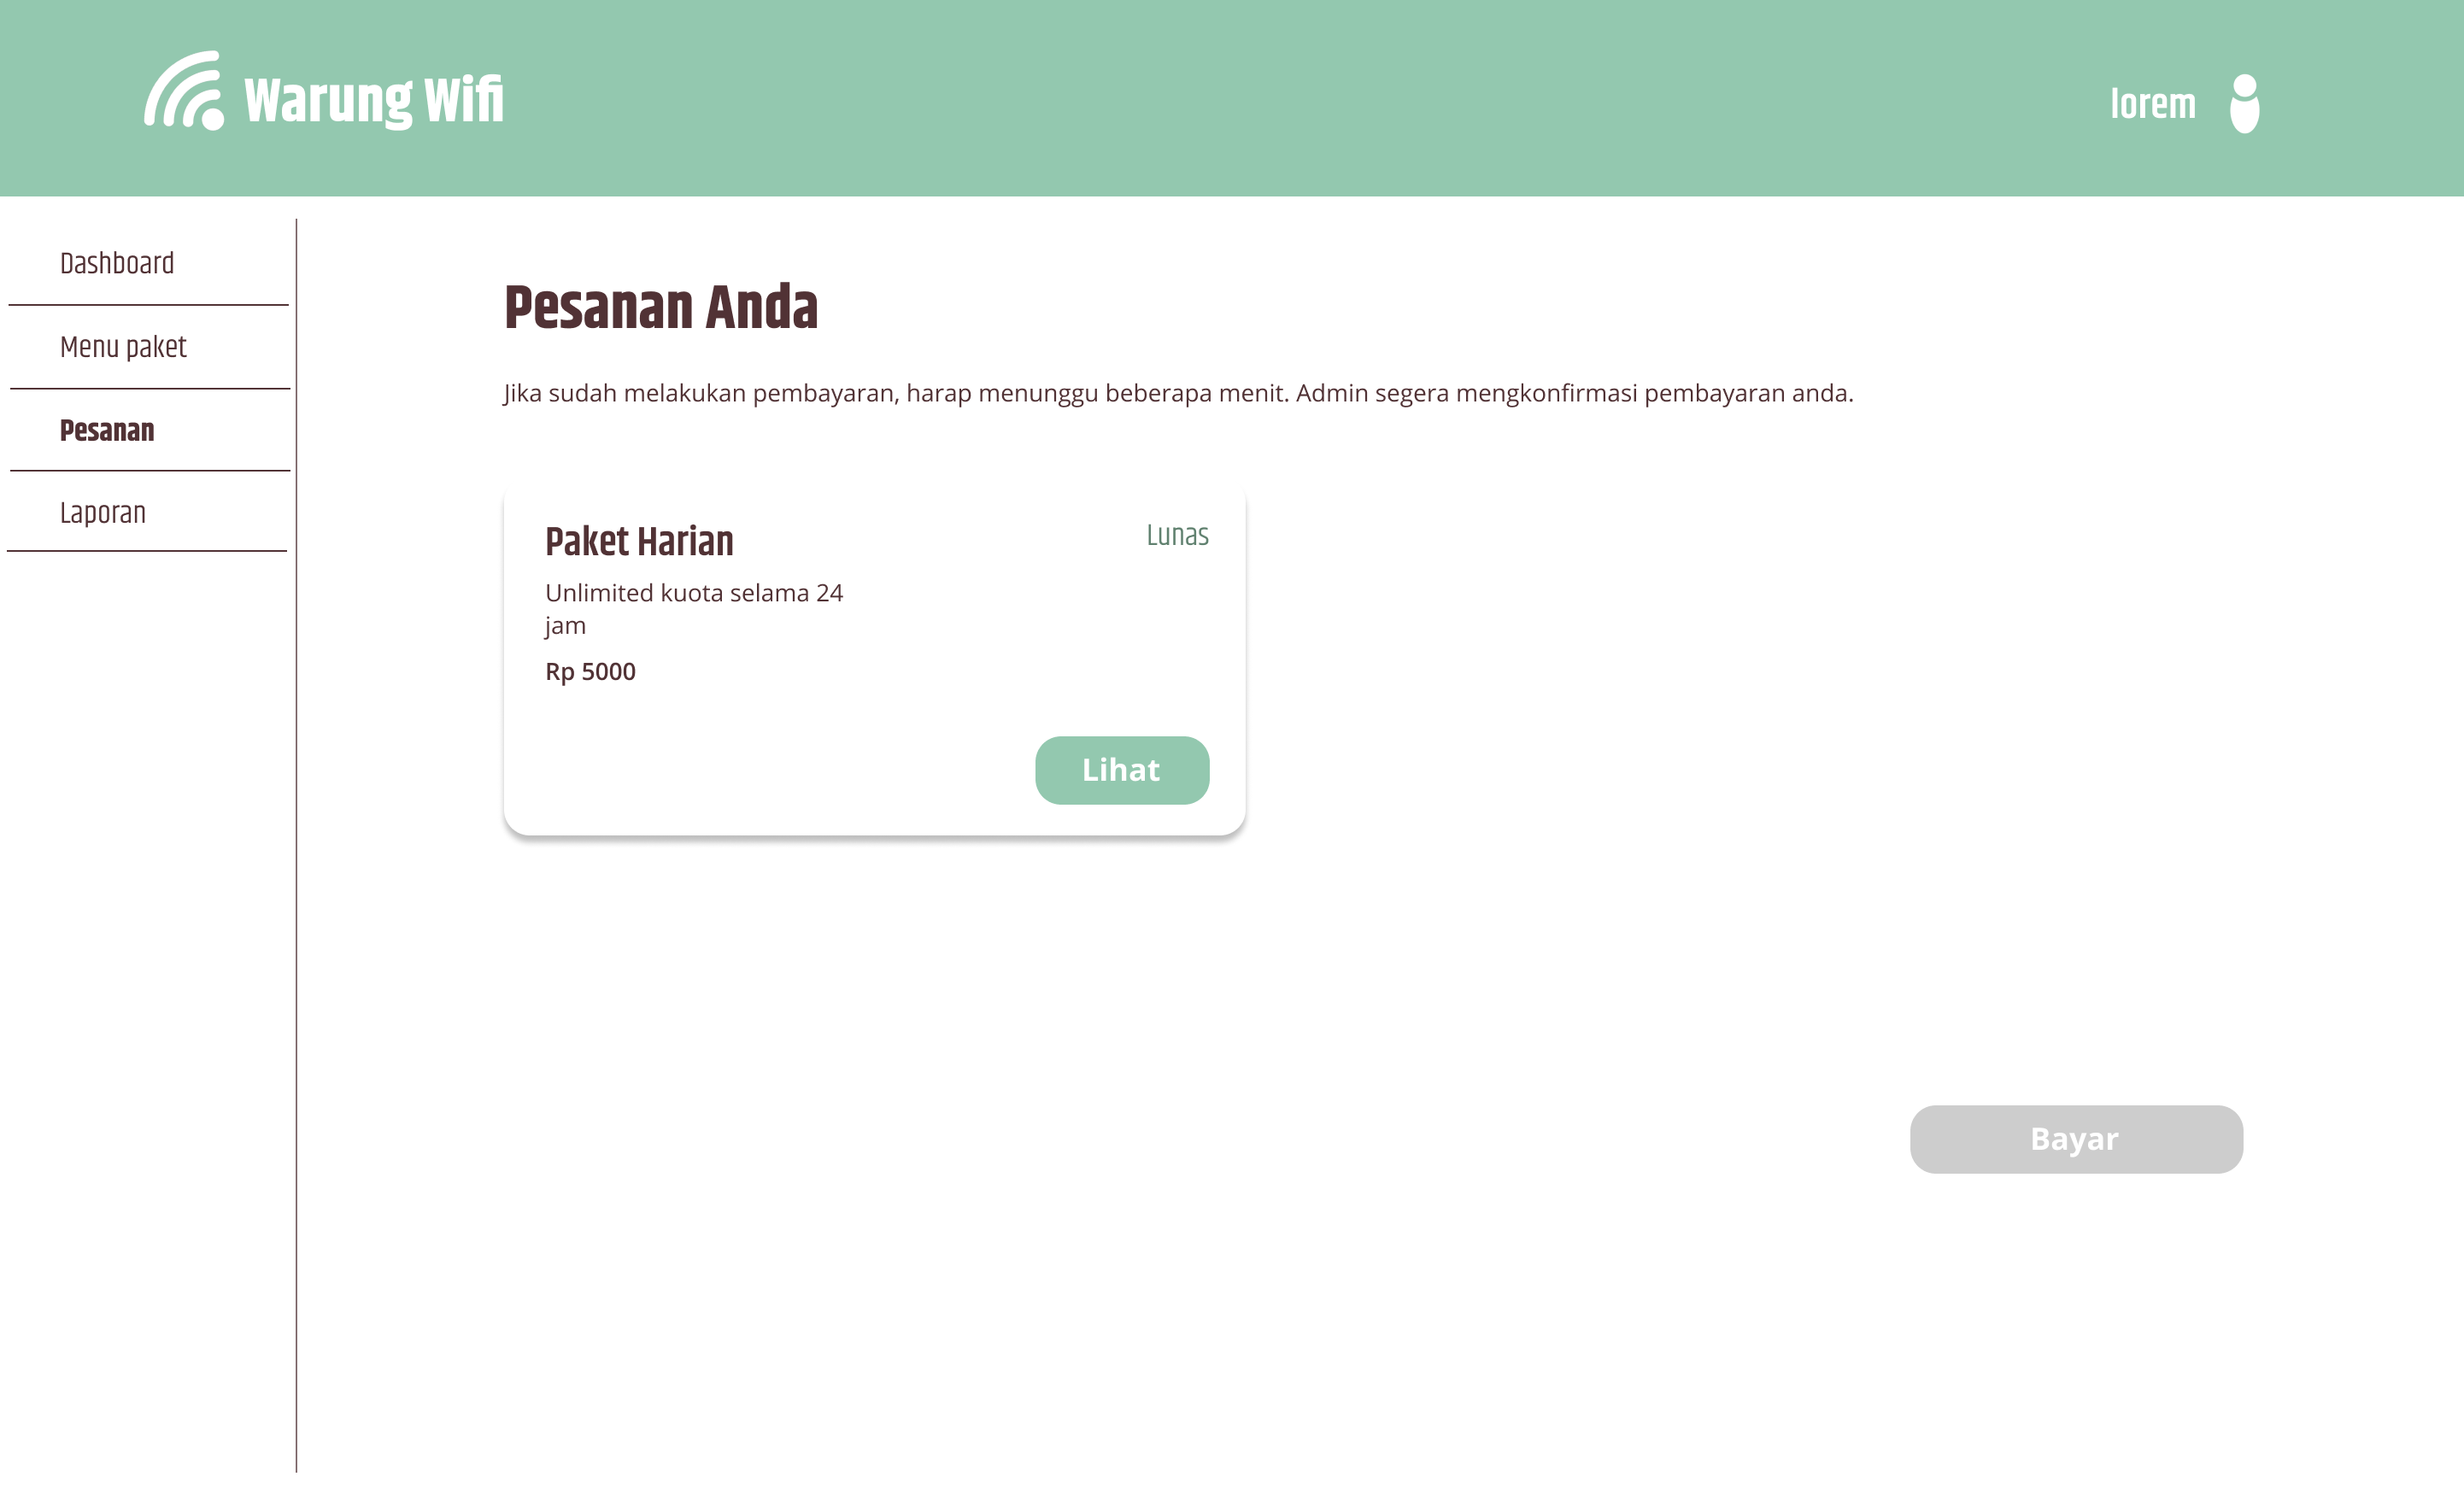 Warung Wifi
lorem
Dashboard
Menu paket
Pesanan
Laporan
Pesanan Anda
Jika sudah melakukan pembayaran, harap menunggu beberapa menit. Admin segera mengkonfirmasi pembayaran anda.
Paket Harian
Lunas
Unlimited kuota selama 24
jam
Rp 5000
Lihat
Bayar